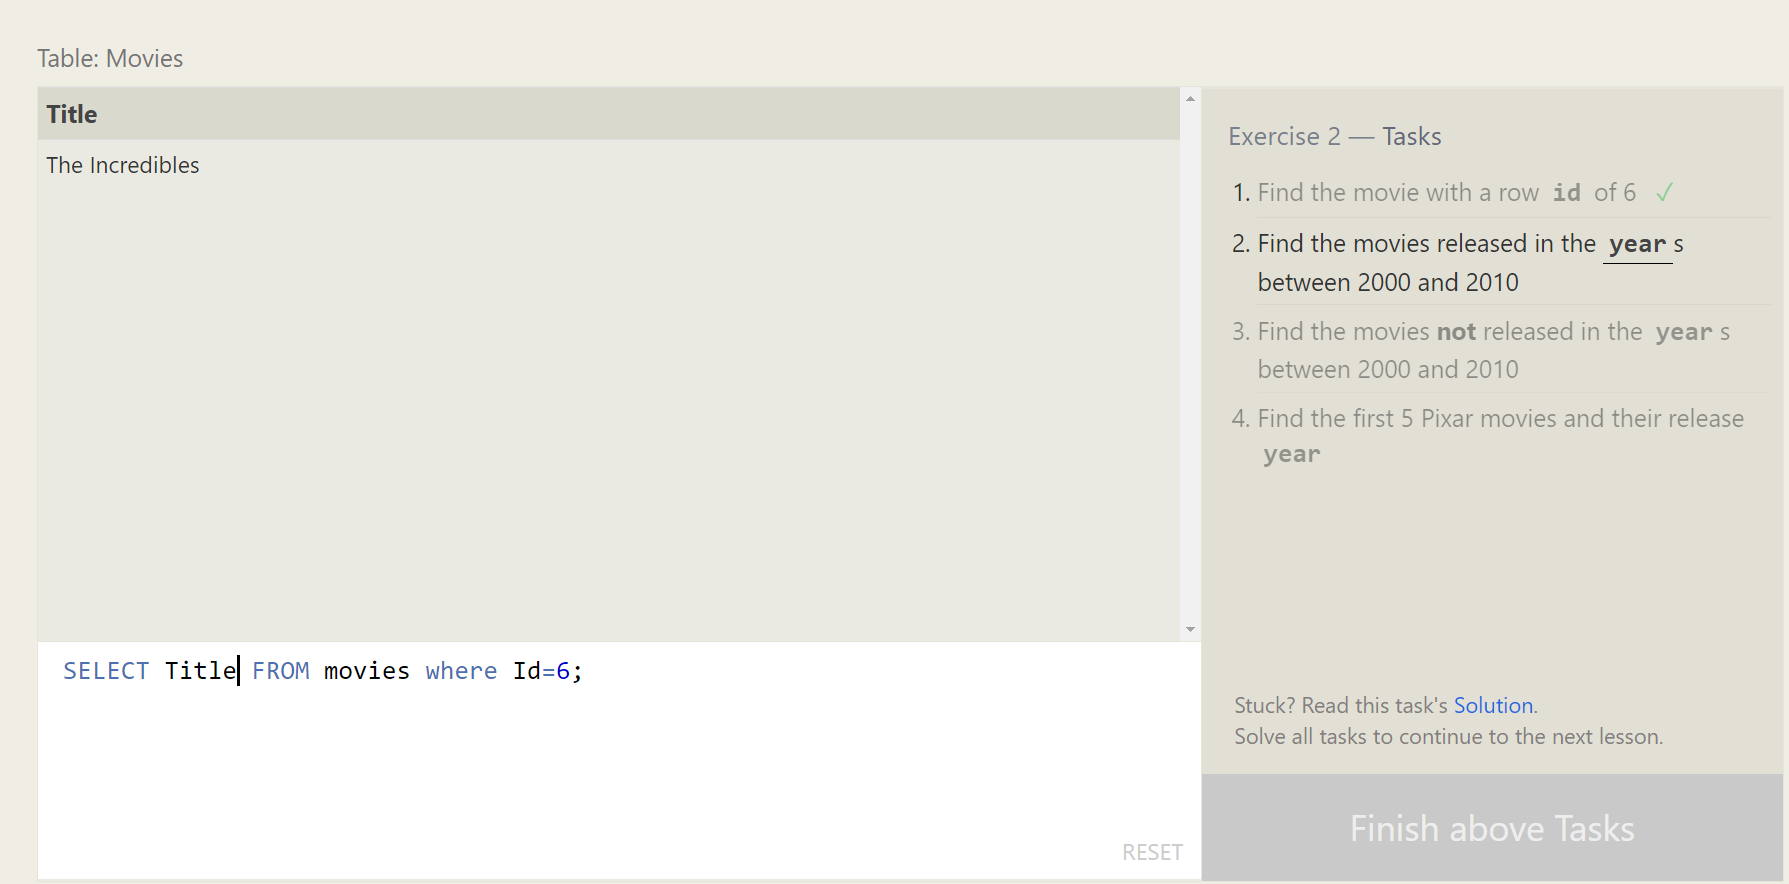 Table: Movies
Title
The Incredibles
SELECT Title FROM movies where Id=6;
RESET
Exercise 2 — Tasks
1. Find the movie with a row id of 6 ✓
2. Find the movies released in the year s
between 2000 and 2010
3. Find the movies not released in the year s
between 2000 and 2010
4. Find the first 5 Pixar movies and their release
year
Stuck? Read this task's Solution.
Solve all tasks to continue to the next lesson.
Finish above Tasks